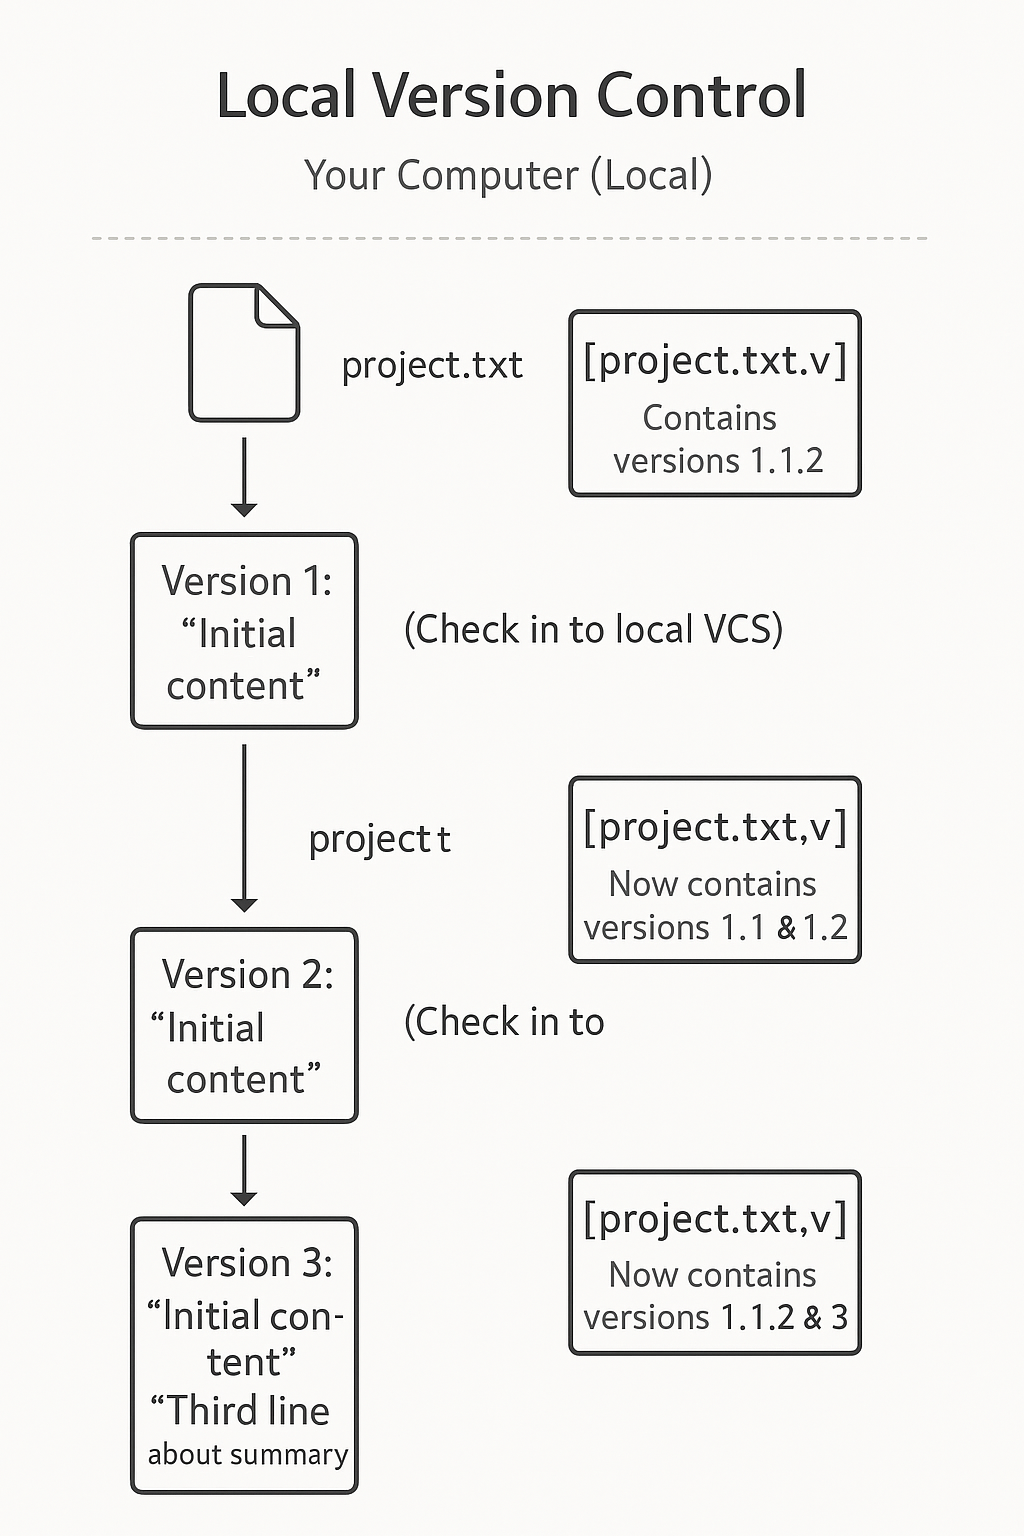 Local Version Control
Your Computer (Local)
project.txt
[project.txt.v]
Contains
versions 1.1.2
Version 1:
“Initial
content”
(Check in to local VCS)
project t
[project.txt,v]
Now contains
versions 1.1 & 1.2
Version 2:
“Initial
content”
(Check in to
[project.txt,v]
Now contains
versions 1.1.2 & 3
Version 3:
“Initial con-
tent”
“Third line
about summary